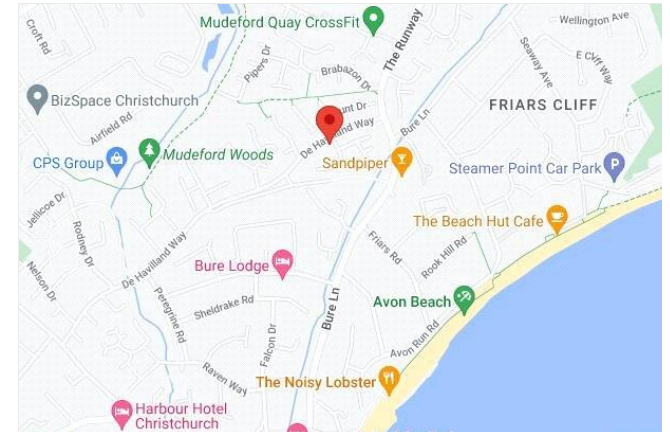 Mudeford Quay CrossFit
Wellington Ave
Croft Rd
Pipers Dr
The Runway
Seaway Ave
E Cliff Way
Brabazon Dr
BizSpace Christchurch
FRIARS CLIFF
Airfield Rd
De Havilland Way
Bure Ln
CPS Group
Mudeford Woods
Sandpiper
Steamer Point Car Park
Jellicoe Dr
Rodney Dr
The Beach Hut Cafe
De Havilland Way
Friars Rd
Rook Hill Rd
Nelson Dr
Bure Lodge
Peregrine Rd
Sheldrake Rd
Bure Ln
Avon Beach
Falcon Dr
Avon Run Rd
Raven Way
The Noisy Lobster
Harbour Hotel
Christchurch